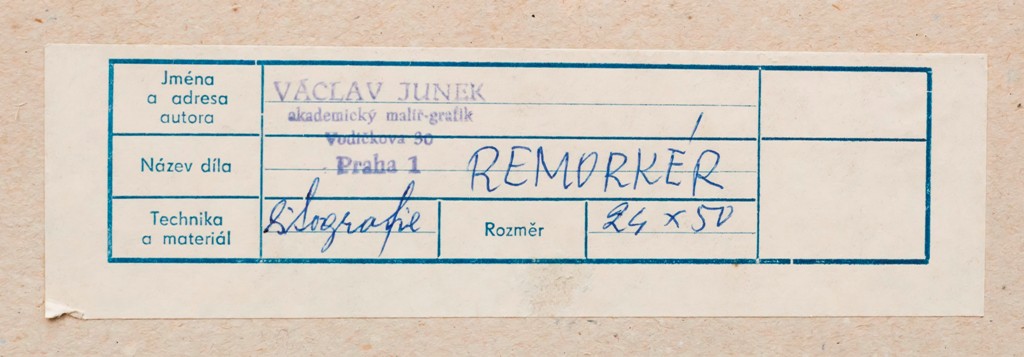 Jména
a adresa
autora
VÁCLAV JUNEK
akademický malíř-grafik
Vodičkova 30
Praha 1
Název díla
REMORKÉR
Technika
a materiál
litografie
Rozměr
24 x 50